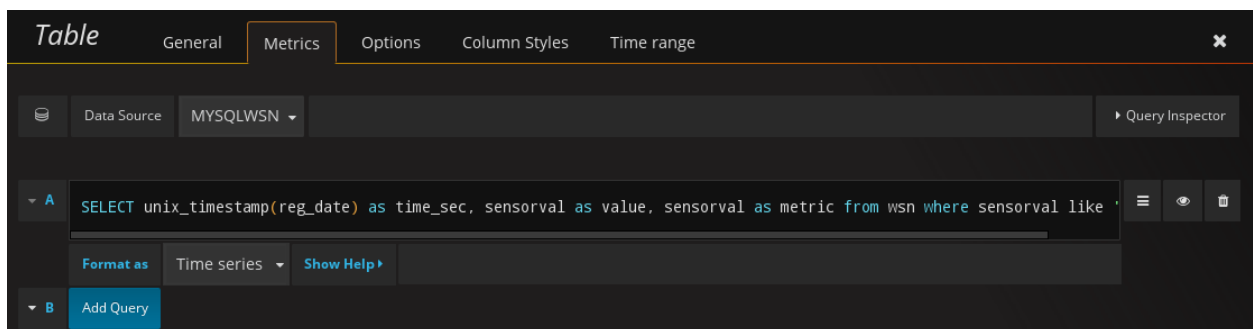 Table General Metrics Options Column Styles Time range
Data Source MYSQLWSN Query Inspector
A SELECT unix_timestamp(reg_date) as time_sec, sensorval as value, sensorval as metric from wsn where sensorval like '
Format as Time series Show Help
B Add Query